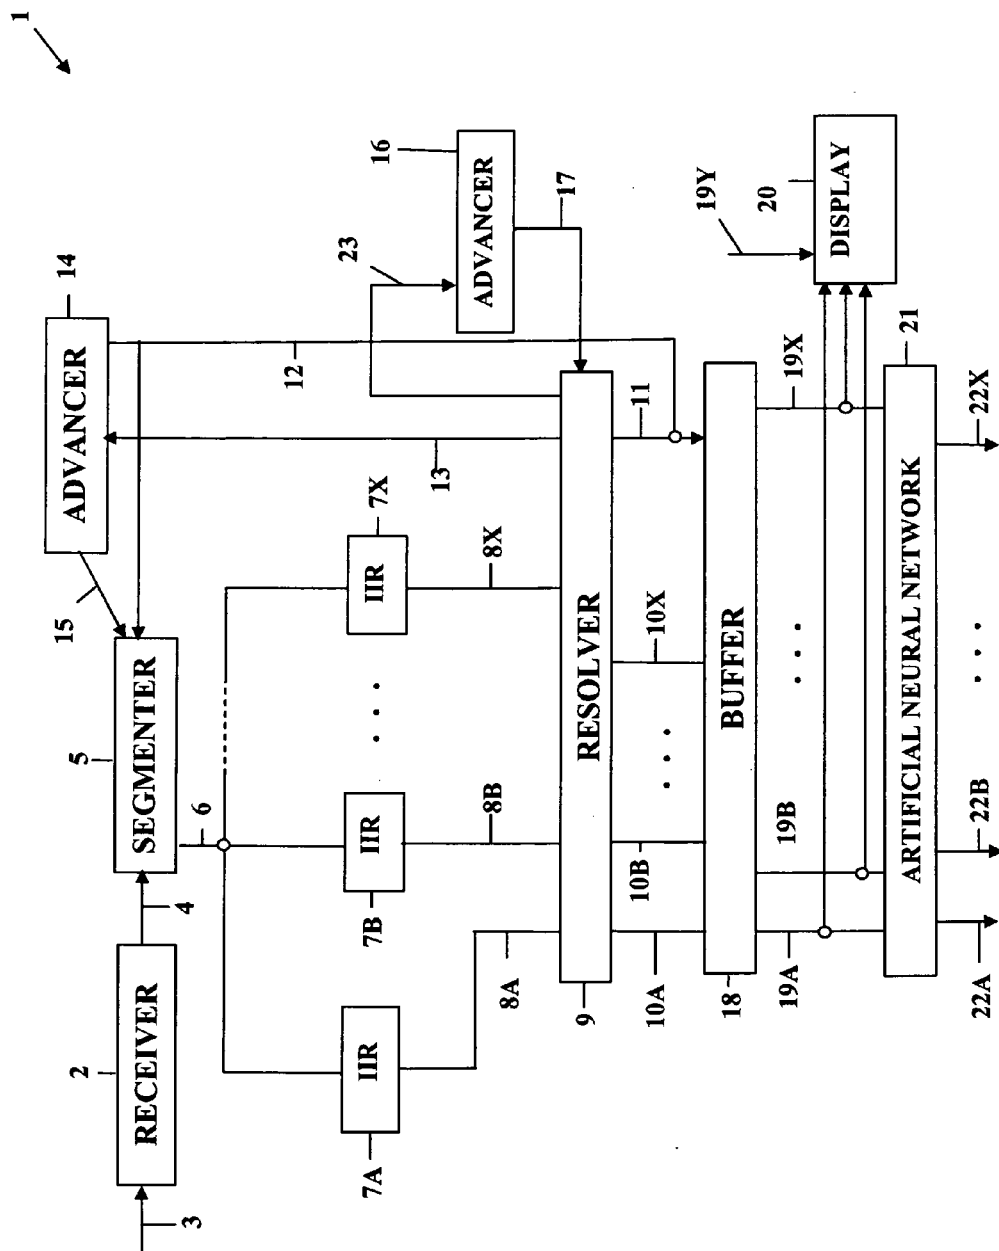 1
3
2
RECEIVER
4
5
SEGMENTER
6
15
14
ADVANCER
12
13
23
16
ADVANCER
17
7A
IIR
7B
IIR
. . .
7X
IIR
8A
8B
8X
9
RESOLVER
11
10A
10B
. . .
10X
18
BUFFER
19A
19B
. . .
19X
19Y
20
DISPLAY
21
ARTIFICIAL NEURAL NETWORK
22A
22B
. . .
22X